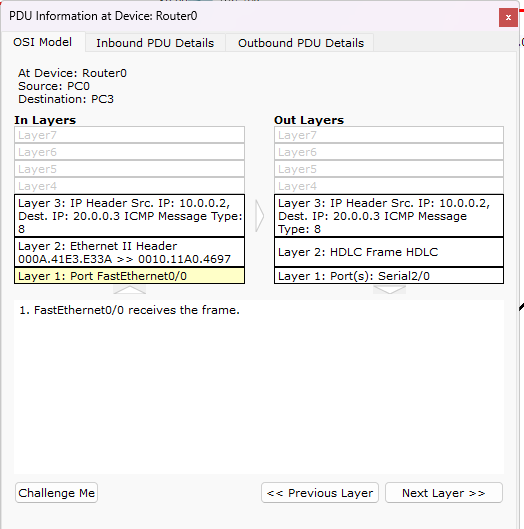 PDU Information at Device: Router0
x
OSI Model
Inbound PDU Details
Outbound PDU Details
At Device: Router0
Source: PC0
Destination: PC3
In Layers
Layer7
Layer6
Layer5
Layer4
Layer 3: IP Header Src. IP: 10.0.0.2,
Dest. IP: 20.0.0.3 ICMP Message Type:
8
Layer 2: Ethernet II Header
000A.41E3.E33A >> 0010.11A0.4697
Layer 1: Port FastEthernet0/0
Out Layers
Layer7
Layer6
Layer5
Layer4
Layer 3: IP Header Src. IP: 10.0.0.2,
Dest. IP: 20.0.0.3 ICMP Message
Type: 8
Layer 2: HDLC Frame HDLC
Layer 1: Port(s): Serial2/0
1. FastEthernet0/0 receives the frame.
Challenge Me
<< Previous Layer
Next Layer >>